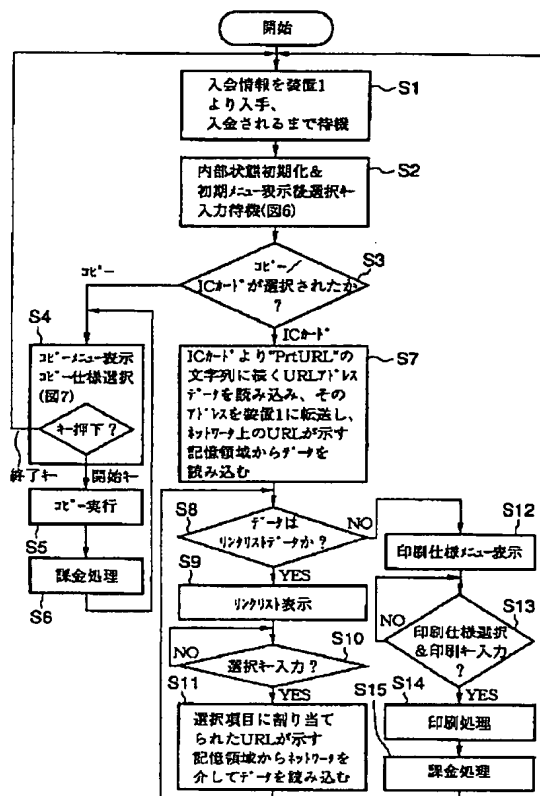 開始
入会情報を装置1
より入手、
入金されるまで待機
S1
内部状態初期化&
初期メニュー表示後選択キー
入力待機(図6)
S2
コピー/
ICカードが選択されたか
?
S3
コピー
ICカード
S4
コピーメニュー表示
コピー仕様選択
(図7)
キー押下?
終了キー
開始キー
コピー実行
S5
課金処理
S6
ICカードより"PrtURL"の
文字列に続くURLアドレス
データを読み込み、その
アドレスを装置1に転送し、
ネットワーク上のURLが示す
記憶領域からデータを
読み込む
S7
S8
データは
リンクリストデータか?
NO
YES
S9
リンクリスト表示
S10
選択キー入力?
NO
YES
S11
選択項目に割り当て
られたURLが示す
記憶領域からネットワークを
介してデータを読み込む
S12
印刷仕様メニュー表示
S13
NO
印刷仕様選択
&印刷キー入力
?
YES
S14
印刷処理
S15
課金処理